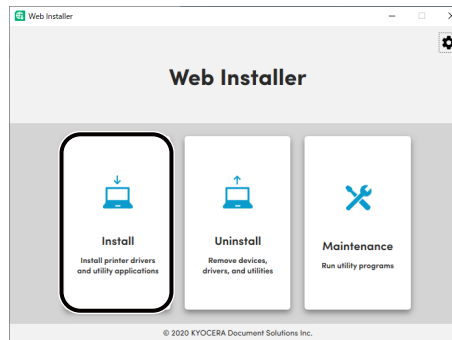 Web Installer
Web Installer
Install
Install printer drivers
and utility applications
Uninstall
Remove devices,
drivers, and utilities
Maintenance
Run utility programs
© 2020 KYOCERA Document Solutions Inc.